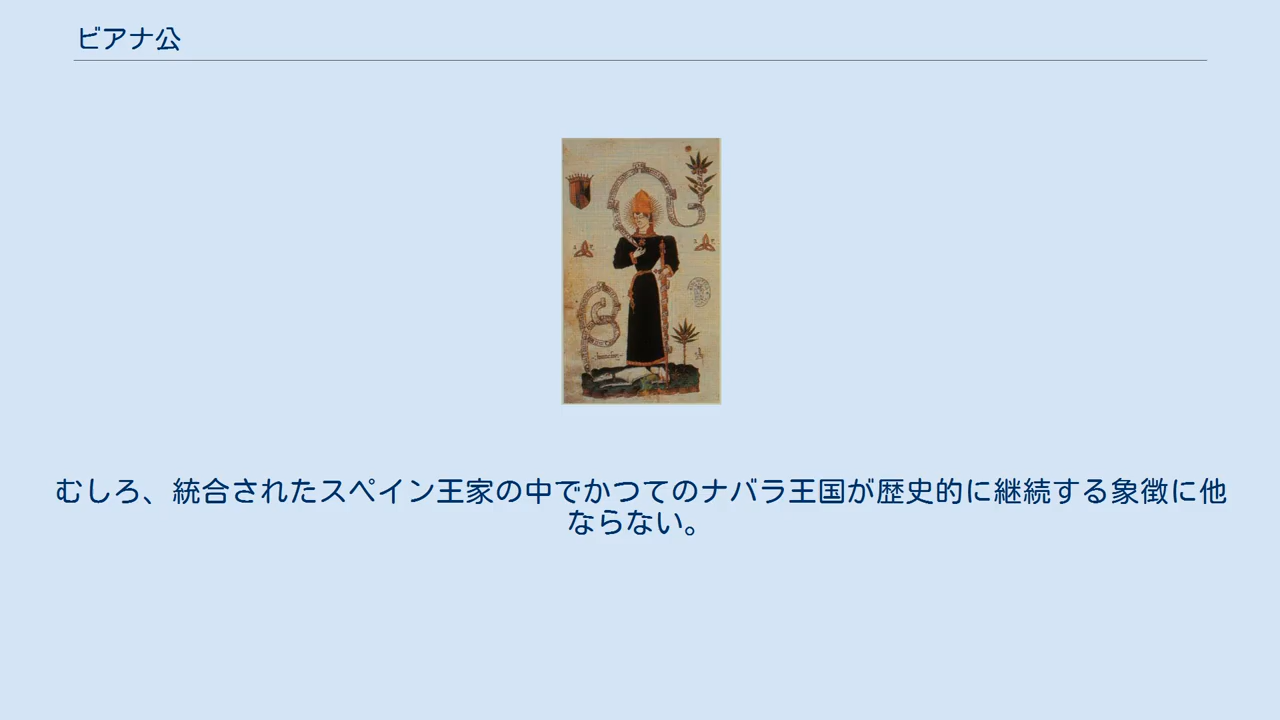 ビアナ公
むしろ、統合されたスペイン王家の中でかつてのナバラ王国が歴史的に継続する象徴に他
ならない。